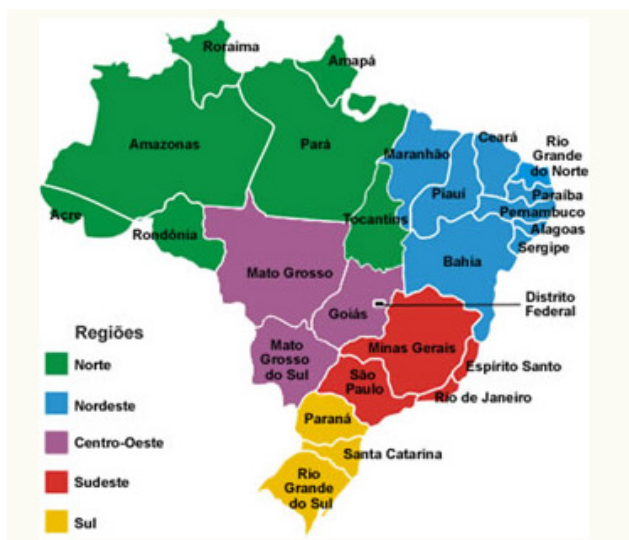 Roraima
Amapá
Amazonas
Pará
Maranhão
Ceará
Rio
Grande
do Norte
Piauí
Paraíba
Pernambuco
Alagoas
Sergipe
Acre
Rondônia
Tocantins
Bahia
Mato Grosso
Goiás
Distrito
Federal
Mato
Grosso
do Sul
Minas Gerais
Espírito Santo
São
Paulo
Rio de Janeiro
Paraná
Santa Catarina
Rio
Grande
do Sul
Regiões
Norte
Nordeste
Centro-Oeste
Sudeste
Sul